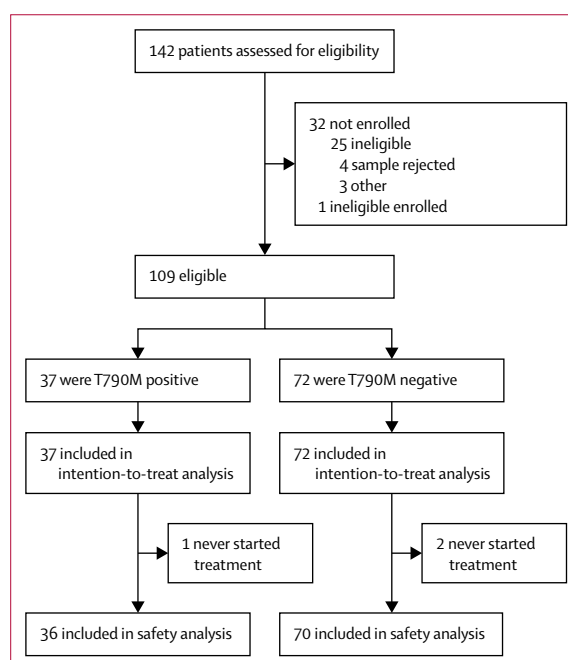 142 patients assessed for eligibility
32 not enrolled
25 ineligible
4 sample rejected
3 other
1 ineligible enrolled
109 eligible
37 were T790M positive
72 were T790M negative
37 included in
intention-to-treat analysis
72 included in
intention-to-treat analysis
1 never started
treatment
2 never started
treatment
36 included in safety analysis
70 included in safety analysis